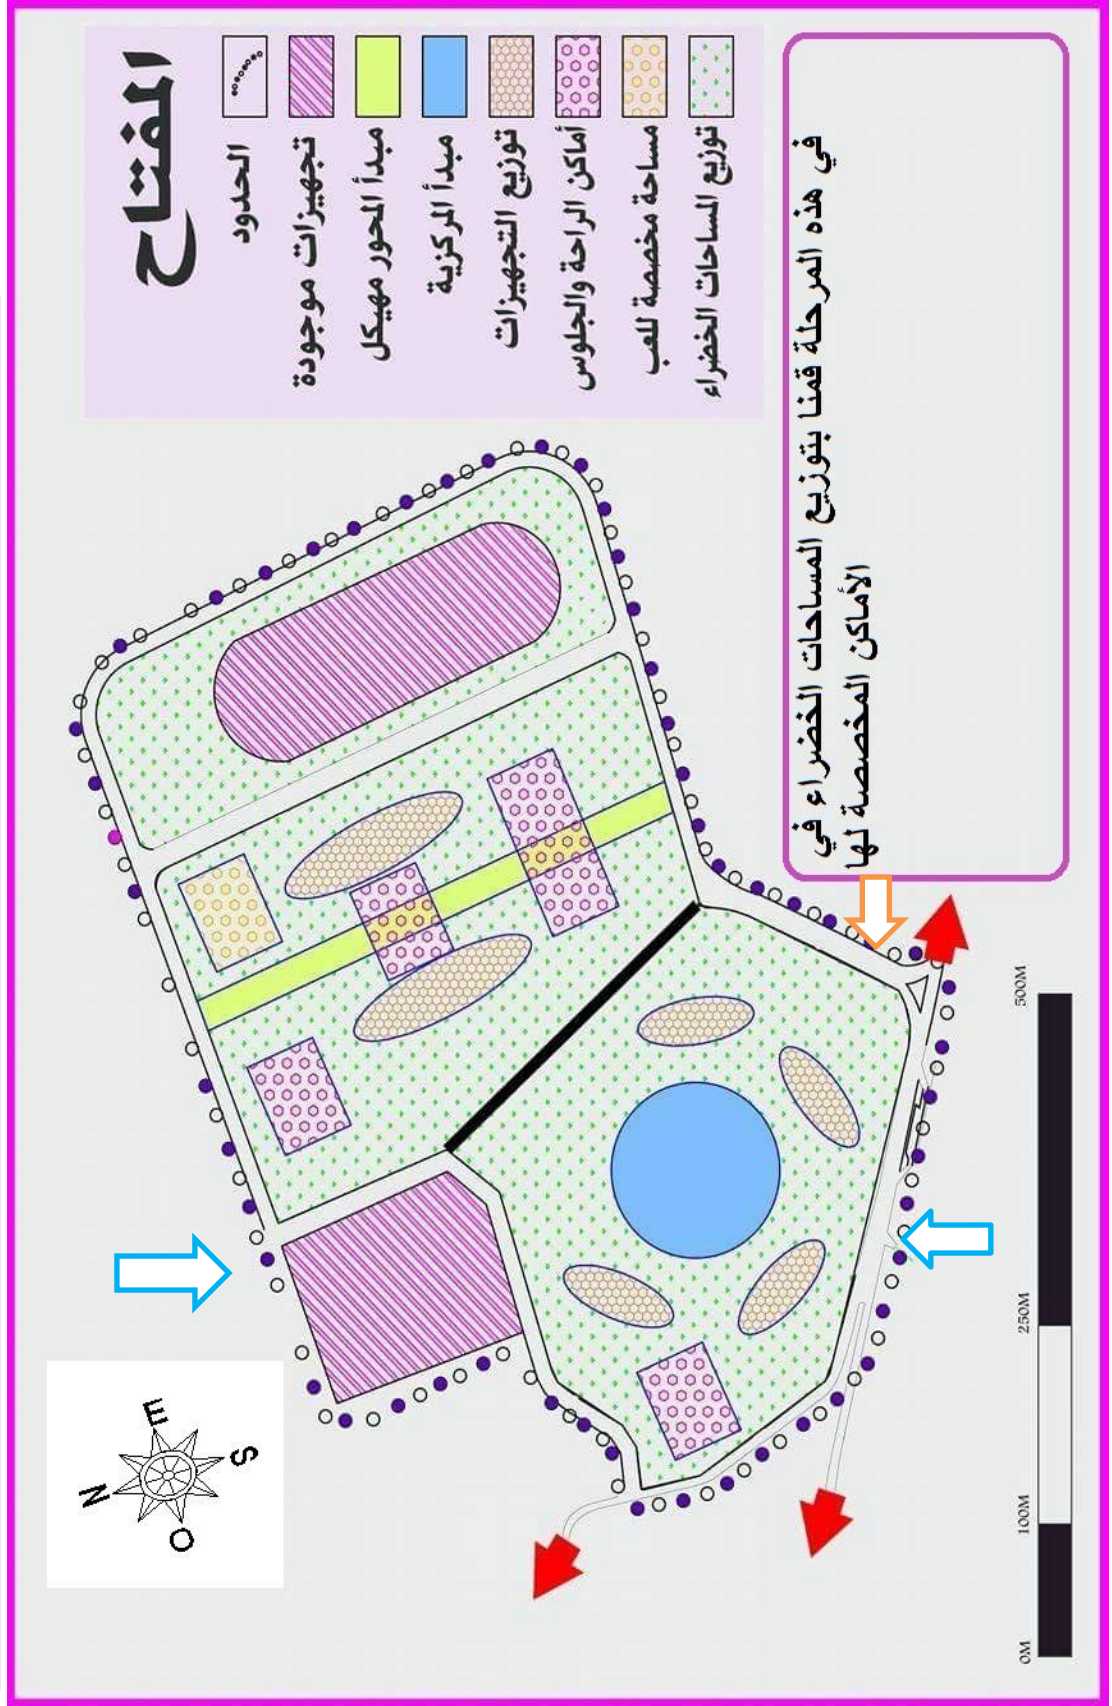 المفتاح
الحدود
تجهيزات موجودة
مبدأ المحور مهيكل
مبدأ المركزية
توزيع التجهيزات
أماكن الراحة والجلوس
مساحة مخصصة للعب
توزيع المساحات الخضراء
في هذه المرحلة قمنا بتوزيع المساحات الخضراء في
الأماكن المخصصة لها
N
E
S
O
0M
100M
250M
500M